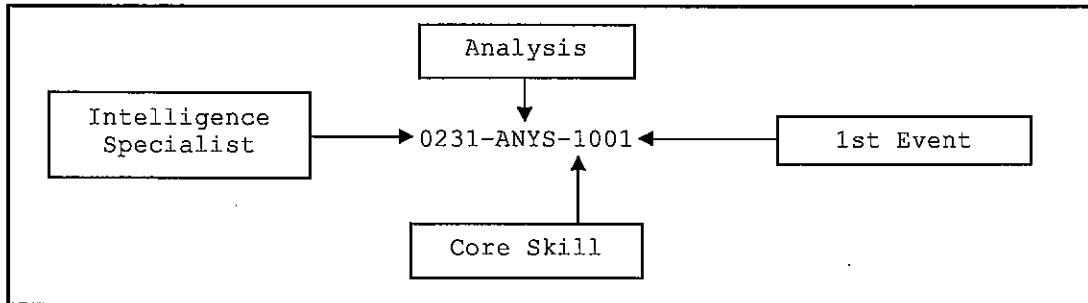 Analysis
Intelligence
Specialist
0231-ANYS-1001
1st Event
Core Skill